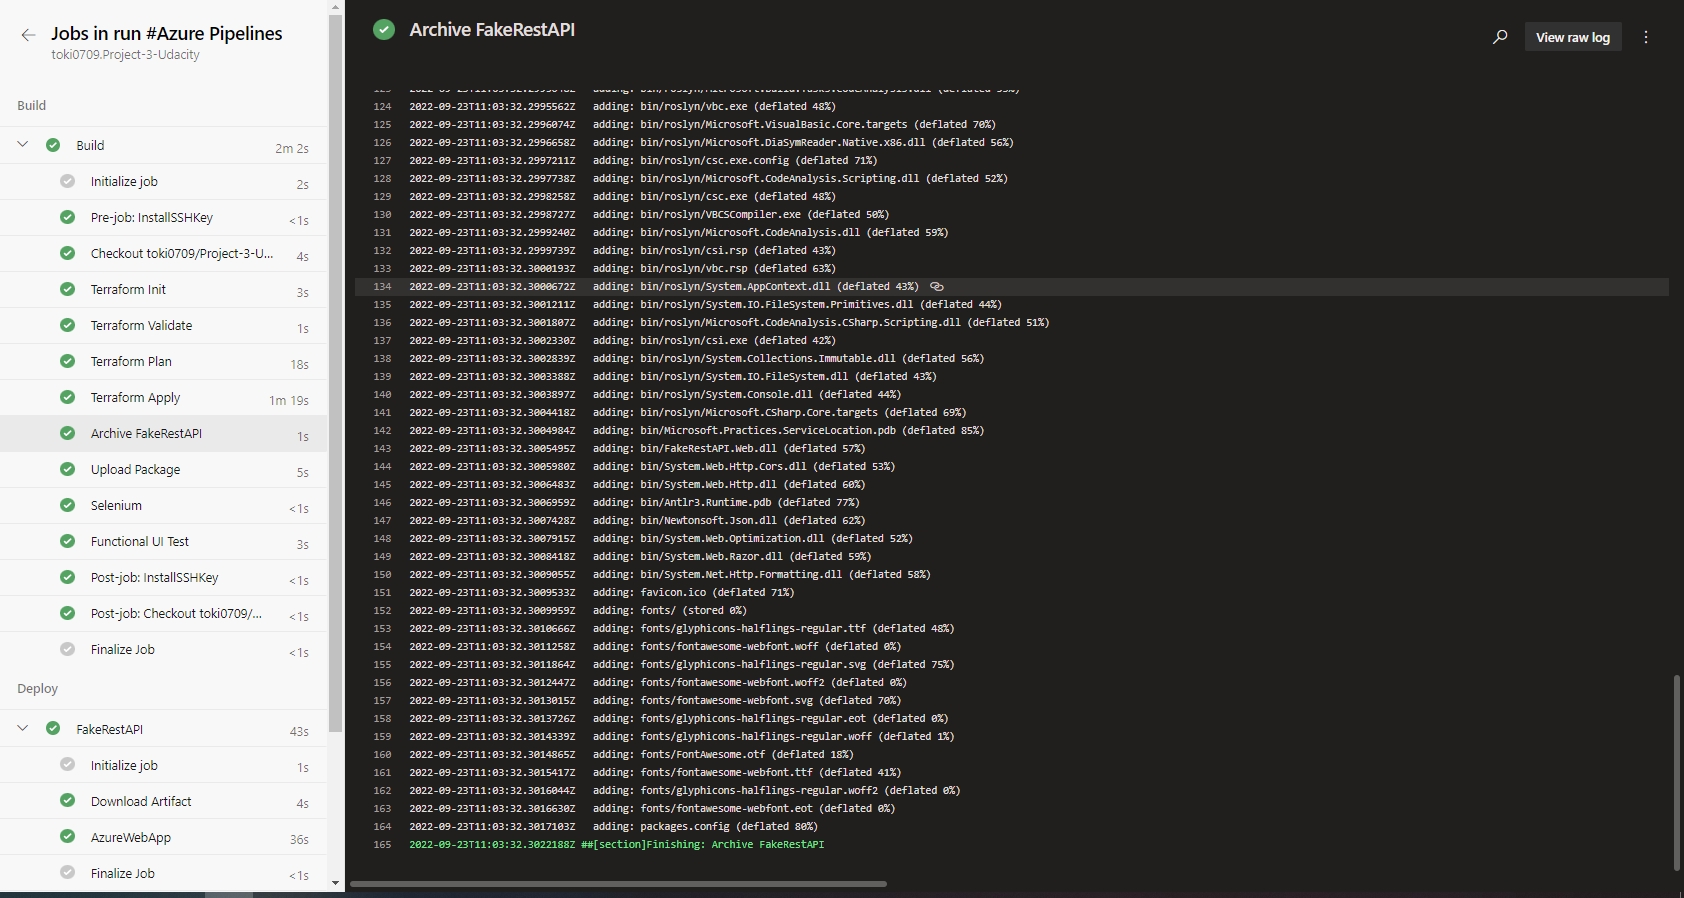 Jobs in run #Azure Pipelines
toki0709.Project-3-Udacity
Build
Build 2m 2s
Initialize job 2s
Pre-job: InstallSSHKey <1s
Checkout toki0709/Project-3-U... 4s
Terraform Init 3s
Terraform Validate 1s
Terraform Plan 18s
Terraform Apply 1m 19s
Archive FakeRestAPI 1s
Upload Package 5s
Selenium <1s
Functional UI Test 3s
Post-job: InstallSSHKey <1s
Post-job: Checkout toki0709/... <1s
Finalize Job <1s
Deploy
FakeRestAPI 43s
Initialize job 1s
Download Artifact 4s
AzureWebApp 36s
Finalize Job <1s
Archive FakeRestAPI
View raw log
124 2022-09-23T11:03:32.2995562Z adding: bin/roslyn/vbc.exe (deflated 48%)
125 2022-09-23T11:03:32.2996074Z adding: bin/roslyn/Microsoft.VisualBasic.Core.targets (deflated 70%)
126 2022-09-23T11:03:32.2996658Z adding: bin/roslyn/Microsoft.DiaSymReader.Native.x86.dll (deflated 56%)
127 2022-09-23T11:03:32.2997211Z adding: bin/roslyn/csc.exe.config (deflated 71%)
128 2022-09-23T11:03:32.2997738Z adding: bin/roslyn/Microsoft.CodeAnalysis.Scripting.dll (deflated 52%)
129 2022-09-23T11:03:32.2998258Z adding: bin/roslyn/csc.exe (deflated 48%)
130 2022-09-23T11:03:32.2998727Z adding: bin/roslyn/VBCSCompiler.exe (deflated 50%)
131 2022-09-23T11:03:32.2999240Z adding: bin/roslyn/Microsoft.CodeAnalysis.dll (deflated 59%)
132 2022-09-23T11:03:32.2999739Z adding: bin/roslyn/csi.rsp (deflated 43%)
133 2022-09-23T11:03:32.3000193Z adding: bin/roslyn/vbc.rsp (deflated 63%)
134 2022-09-23T11:03:32.3000672Z adding: bin/roslyn/System.AppContext.dll (deflated 43%)
135 2022-09-23T11:03:32.3001211Z adding: bin/roslyn/System.IO.FileSystem.Primitives.dll (deflated 44%)
136 2022-09-23T11:03:32.3001807Z adding: bin/roslyn/Microsoft.CodeAnalysis.CSharp.Scripting.dll (deflated 51%)
137 2022-09-23T11:03:32.3002330Z adding: bin/roslyn/csi.exe (deflated 42%)
138 2022-09-23T11:03:32.3002839Z adding: bin/roslyn/System.Collections.Immutable.dll (deflated 56%)
139 2022-09-23T11:03:32.3003388Z adding: bin/roslyn/System.IO.FileSystem.dll (deflated 43%)
140 2022-09-23T11:03:32.3003897Z adding: bin/roslyn/System.Console.dll (deflated 44%)
141 2022-09-23T11:03:32.3004418Z adding: bin/roslyn/Microsoft.CSharp.Core.targets (deflated 69%)
142 2022-09-23T11:03:32.3004984Z adding: bin/Microsoft.Practices.ServiceLocation.pdb (deflated 85%)
143 2022-09-23T11:03:32.3005495Z adding: bin/FakeRestAPI.Web.dll (deflated 57%)
144 2022-09-23T11:03:32.3005980Z adding: bin/System.Web.Http.Cors.dll (deflated 53%)
145 2022-09-23T11:03:32.3006483Z adding: bin/System.Web.Http.dll (deflated 60%)
146 2022-09-23T11:03:32.3006959Z adding: bin/Antlr3.Runtime.pdb (deflated 77%)
147 2022-09-23T11:03:32.3007428Z adding: bin/Newtonsoft.Json.dll (deflated 62%)
148 2022-09-23T11:03:32.3007915Z adding: bin/System.Web.Optimization.dll (deflated 52%)
149 2022-09-23T11:03:32.3008418Z adding: bin/System.Web.Razor.dll (deflated 59%)
150 2022-09-23T11:03:32.3009055Z adding: bin/System.Net.Http.Formatting.dll (deflated 58%)
151 2022-09-23T11:03:32.3009533Z adding: favicon.ico (deflated 71%)
152 2022-09-23T11:03:32.3009959Z adding: fonts/ (stored 0%)
153 2022-09-23T11:03:32.3010666Z adding: fonts/glyphicons-halflings-regular.ttf (deflated 48%)
154 2022-09-23T11:03:32.3011258Z adding: fonts/fontawesome-webfont.woff (deflated 0%)
155 2022-09-23T11:03:32.3011864Z adding: fonts/glyphicons-halflings-regular.svg (deflated 75%)
156 2022-09-23T11:03:32.3012447Z adding: fonts/fontawesome-webfont.woff2 (deflated 0%)
157 2022-09-23T11:03:32.3013015Z adding: fonts/fontawesome-webfont.svg (deflated 70%)
158 2022-09-23T11:03:32.3013726Z adding: fonts/glyphicons-halflings-regular.eot (deflated 0%)
159 2022-09-23T11:03:32.3014339Z adding: fonts/glyphicons-halflings-regular.woff (deflated 1%)
160 2022-09-23T11:03:32.3014865Z adding: fonts/FontAwesome.otf (deflated 18%)
161 2022-09-23T11:03:32.3015417Z adding: fonts/fontawesome-webfont.ttf (deflated 41%)
162 2022-09-23T11:03:32.3016044Z adding: fonts/glyphicons-halflings-regular.woff2 (deflated 0%)
163 2022-09-23T11:03:32.3016630Z adding: fonts/fontawesome-webfont.eot (deflated 0%)
164 2022-09-23T11:03:32.3017103Z adding: packages.config (deflated 80%)
165 2022-09-23T11:03:32.3022188Z ##[section]Finishing: Archive FakeRestAPI